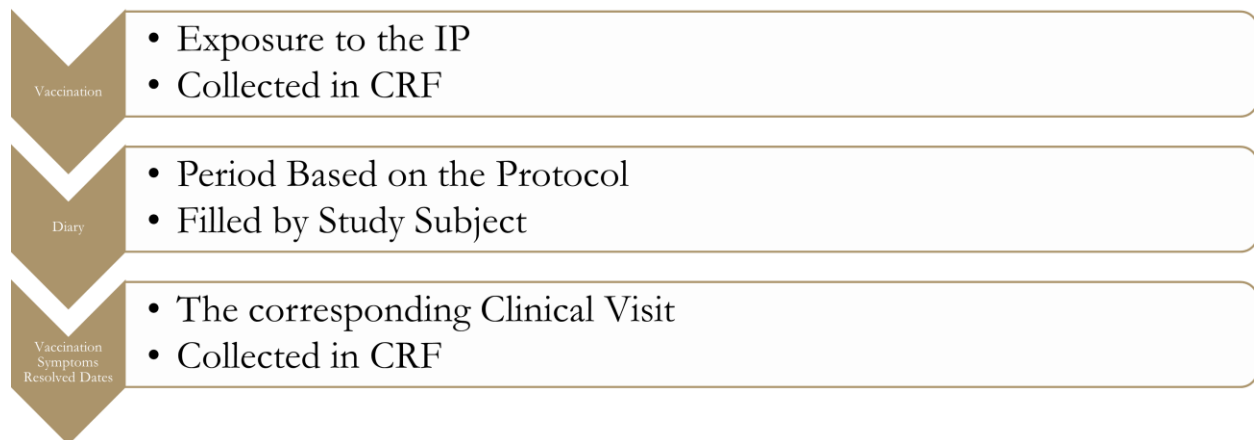 Vaccination
• Exposure to the IP
• Collected in CRF
Diary
• Period Based on the Protocol
• Filled by Study Subject
Vaccination
Symptoms
Resolved Dates
• The corresponding Clinical Visit
• Collected in CRF